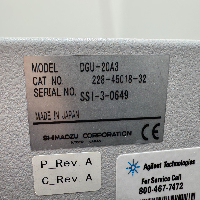 MODEL DGU-20A3
CAT NO. 228-45018-32
SERIAL NO. SSI-3-0649
MADE IN JAPAN
SHIMADZU CORPORATION
P_Rev. A
C_Rev. A
Agilent Technologies
For Service Call
800-467-7472